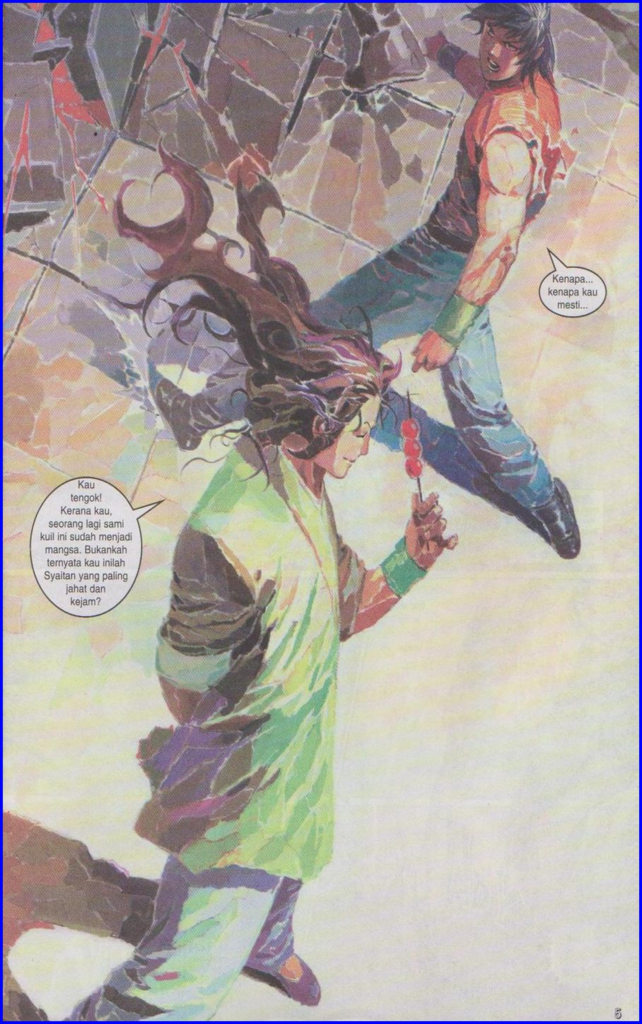 Kenapa...
kenapa kau
mesti...
Kau
tengok!
Kerana kau,
seorang lagi sami
kuil ini sudah menjadi
mangsa. Bukankah
ternyata kau inilah
Syaitan yang paling
jahat dan
kejam?
5